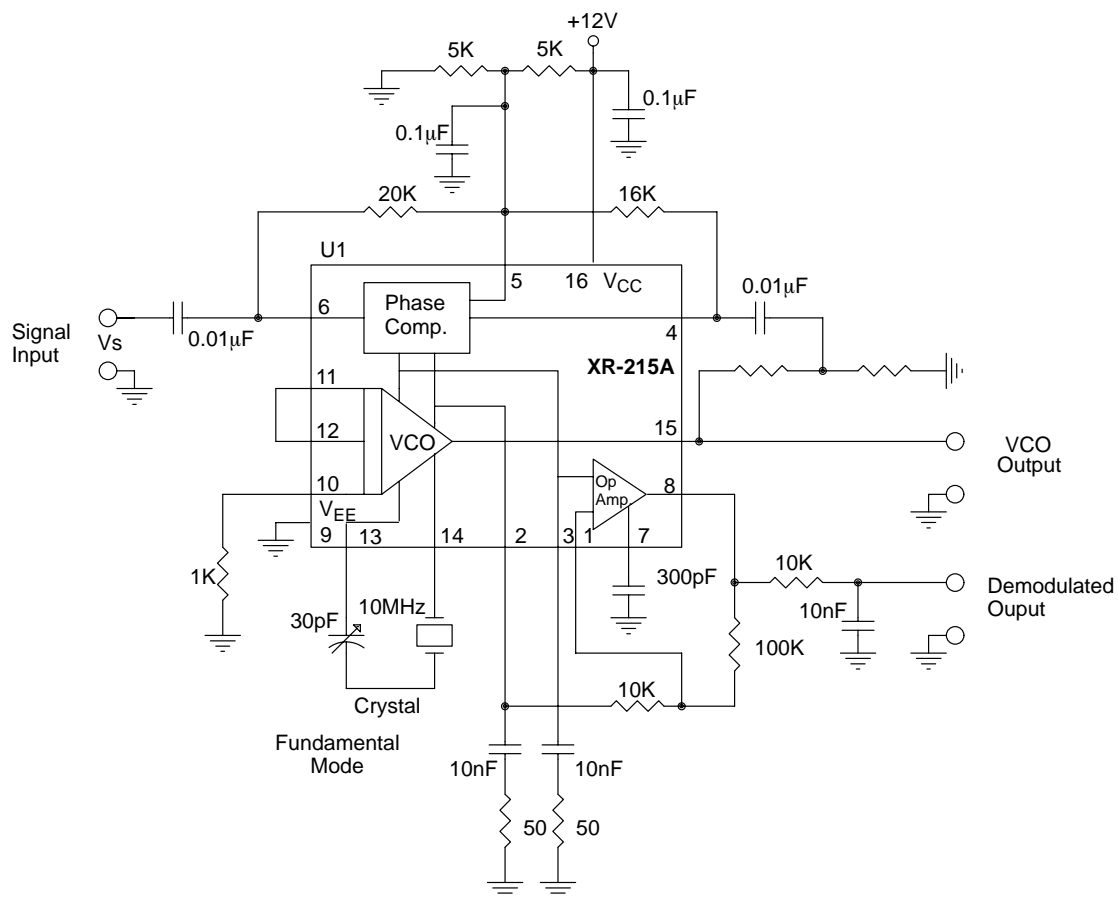 +12V
5K
5K
0.1µF
0.1µF
20K
16K
U1
5
16
VCC
6
Phase
Comp.
4
0.01µF
Signal
Input
Vs
0.01µF
XR-215A
11
12
VCO
15
VCO
Output
10
VEE
Op
Amp.
8
9
13
14
2
3
1
7
1K
30pF
10MHz
300pF
10K
Demodulated
Ouput
10nF
100K
10K
Crystal
Fundamental
Mode
10nF
10nF
50
50